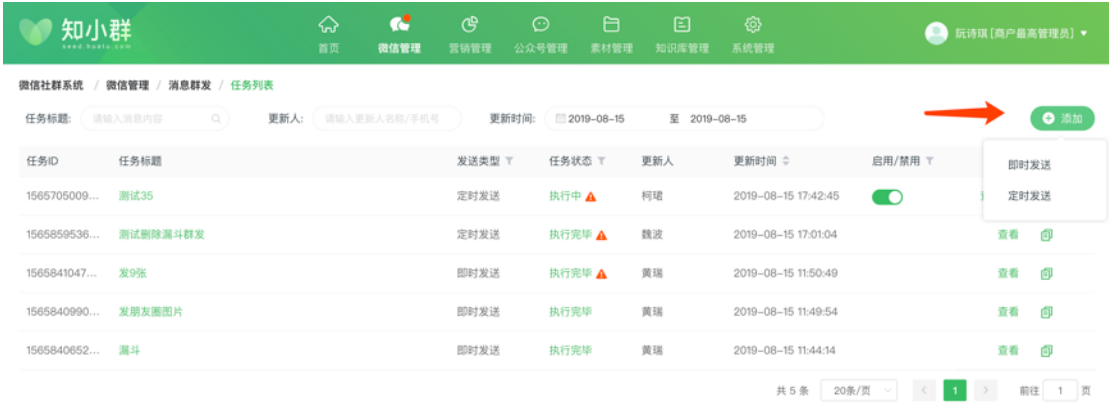 知小群
seed.hualu.com
首页 微信管理 营销管理 公众号管理 素材管理 知识库管理 系统管理
阮诗琪 [商户最高管理员]
微信社群系统 / 微信管理 / 消息群发 / 任务列表
任务标题: 请输入消息内容 更新人: 请输入更新人名称/手机号 更新时间: 2019-08-15 至 2019-08-15 添加
任务ID 任务标题 发送类型 任务状态 更新人 更新时间 启用/禁用
即时发送
定时发送
1565705009... 测试35 定时发送 执行中 柯珺 2019-08-15 17:42:45
1565859536... 测试删除漏斗群发 定时发送 执行完毕 魏波 2019-08-15 17:01:04 查看
1565841047... 发9张 即时发送 执行完毕 黄瑞 2019-08-15 11:50:49 查看
1565840990... 发朋友圈图片 即时发送 执行完毕 黄瑞 2019-08-15 11:49:54 查看
1565840652... 漏斗 即时发送 执行完毕 黄瑞 2019-08-15 11:44:14 查看
共 5 条 20条/页 1 前往 1 页